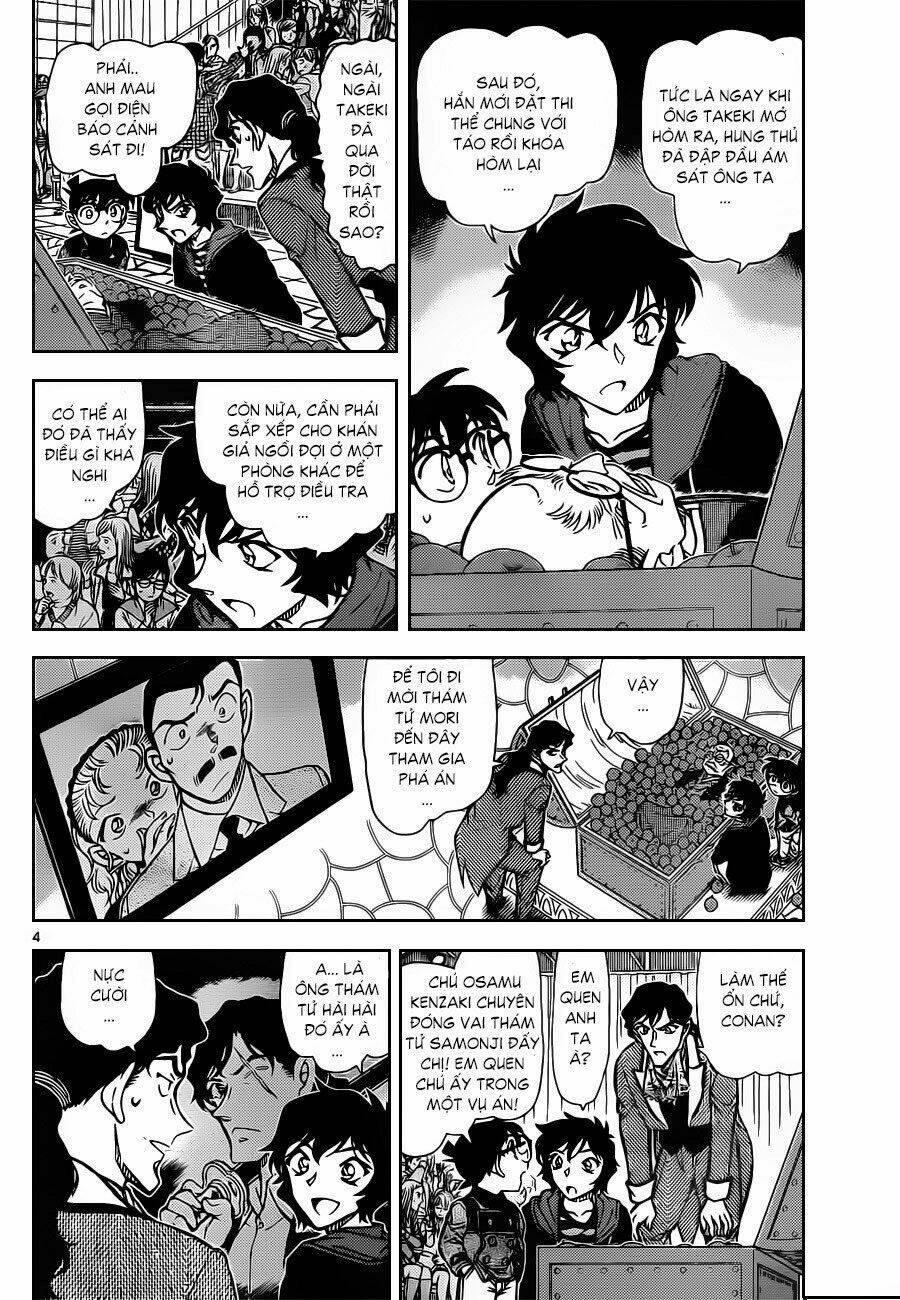 TỨC LÀ NGAY KHI
ÔNG TAKEKI MỞ
HÒM RA, HUNG THỦ
ĐÃ ĐẬP ĐẦU ÁM
SÁT ÔNG TA
...
SAU ĐÓ,
HẮN MỚI ĐẶT THI
THỂ CHUNG VỚI
TÁO RỒI KHÓA
HÒM LẠI
...
NGÀI,
NGÀI
TAKEKI
ĐÃ
QUA
ĐỜI
THẬT
RỒI
SAO?
PHẢI..
ANH MAU
GỌI ĐIỆN
BÁO CẢNH
SÁT ĐI!
CÒN NỮA, CẦN PHẢI
SẮP XẾP CHO KHÁN
GIẢ NGỒI ĐỢI Ở MỘT
PHÒNG KHÁC ĐỂ
HỖ TRỢ ĐIỀU TRA
...
CÓ THỂ AI
ĐÓ ĐÃ THẤY
ĐIỀU GÌ KHẢ
NGHI
...
VẬY
...
ĐỂ TÔI ĐI
MỜI THÁM
TỬ MORI
ĐẾN ĐÂY
THAM GIA
PHÁ ÁN
...
4
LÀM THẾ
ỔN CHỨ,
CONAN?
EM
QUEN
ANH
TA
À?
CHÚ OSAMU
KENZAKI CHUYÊN
ĐÓNG VAI THÁM
TỬ SAMONJI ĐẤY
CHỊ! EM QUEN
CHÚ ẤY TRONG
MỘT VỤ ÁN!
A... LÀ
ÔNG THÁM
TỬ HÀI HÀI
ĐÓ ẤY À
...
NỰC
CƯỜI
...